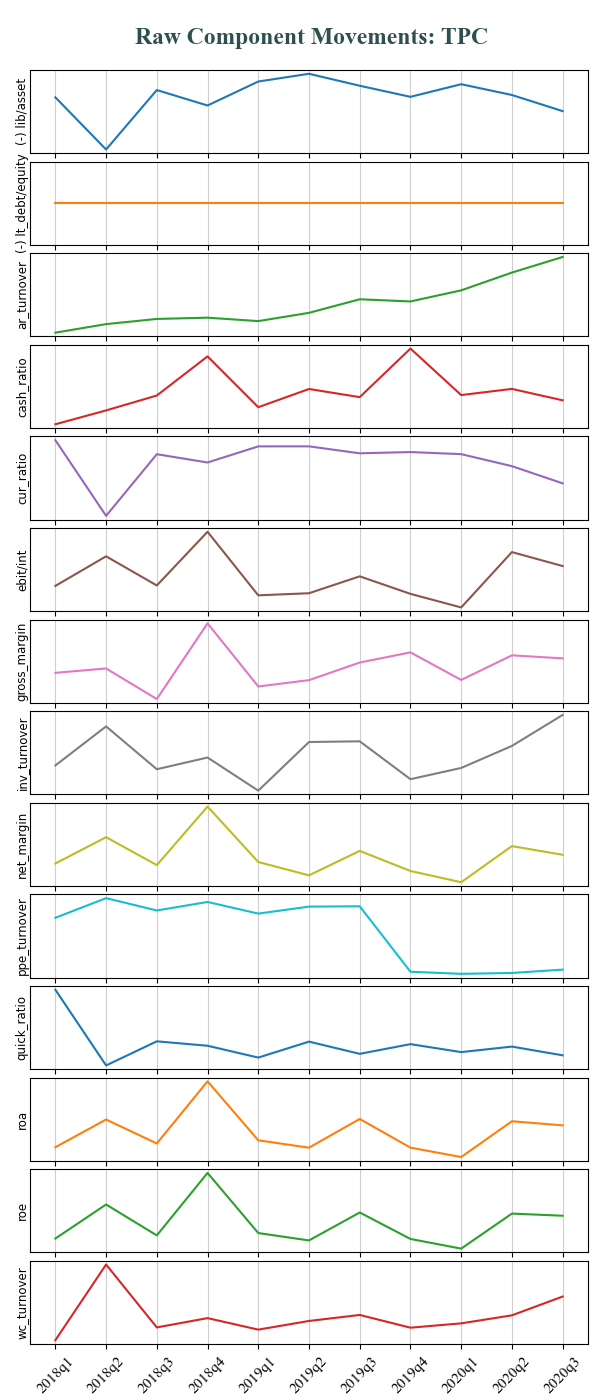 Raw Component Movements: TPC
(-) lib/asset
(-) lt_debt/equity
ar_turnover
cash_ratio
cur_ratio
ebit/int
gross_margin
inv_turnover
net_margin
ppe_turnover
quick_ratio
roa
roe
wc_turnover
2018q1 2018q2 2018q3 2018q4 2019q1 2019q2 2019q3 2019q4 2020q1 2020q2 2020q3